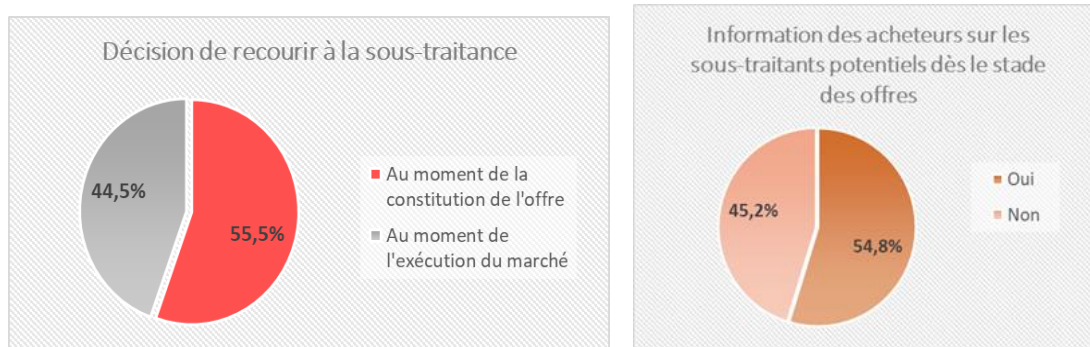 Décision de recourir à la sous-traitance
44,5%
55,5%
Au moment de la
constitution de l'offre
Au moment de
l'exécution du marché
Information des acheteurs sur les
sous-traitants potentiels dès le stade
des offres
45,2%
54,8%
Oui
Non